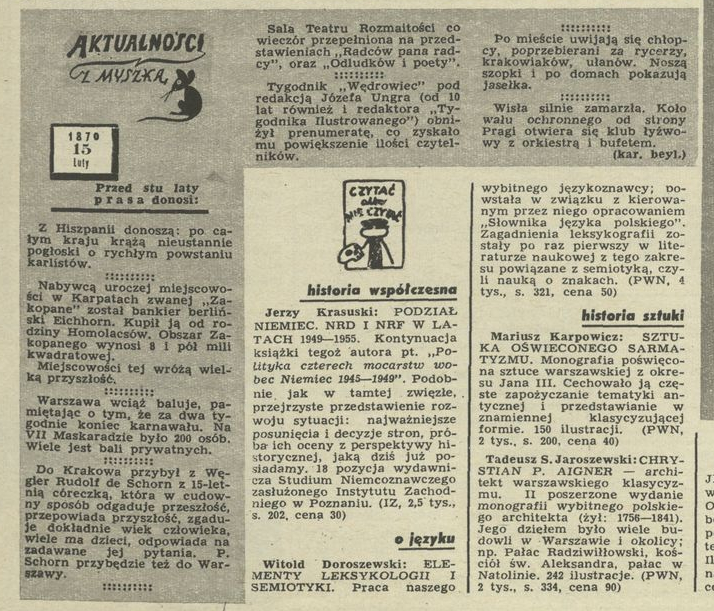 AKTUALNOŚCI
Z MYSZKĄ
1870
15
Luty
Przed stu laty
prasa donosi:
Z Hiszpanii donoszą: po ca-
łym kraju krążą nieustannie
pogłoski o rychłym powstaniu
karlistów.
Nabywcą uroczej miejscowo-
ści w Karpatach zwanej „Za-
kopane” został bankier berliń-
ski Eichhorn. Kupił ją od ro-
dziny Homolacsów. Obszar Za-
kopanego wynosi 8 i pół mili
kwadratowej.
Miejscowości tej wróżą wiel-
ką przyszłość.
Warszawa wciąż baluje, pa-
miętając o tym, że za dwa ty-
godnie koniec karnawału. Na
VII Maskaradzie było 200 osób.
Wiele jest bali prywatnych.
Do Krakowa przybył z Wę-
gier Rudolf de Schorn z 15-let-
nią córeczką, która w cudow-
ny sposób odgaduje przeszłość,
przepowiada przyszłość, zgadu-
je dokładnie wiek człowieka,
wiele ma dzieci, odpowiada na
zadawane jej pytania. P.
Schorn przybędzie też do War-
szawy.
Sala Teatru Rozmaitości co
wieczór przepełniona na przed-
stawieniach „Radców pana rad-
cy”, oraz „Odludków i poety”.
Tygodnik „Wędrowiec” pod
redakcją Józefa Ungra (od 10
lat również i redaktora „Ty-
godnika Ilustrowanego”) obni-
żył prenumeratę, co zyskało
mu powiększenie ilości czytel-
ników.
Po mieście uwijają się chłop-
cy, poprzebierani za rycerzy,
krakowiaków, ułanów. Noszą
szopki i po domach pokazują
jasełka.
Wisła silnie zamarzła. Koło
wału ochronnego od strony
Pragi otwiera się klub łyżwo-
wy z orkiestrą i bufetem.
(kar. beyl.)
CZYTAĆ
albo
NIE CZYTAĆ
historia współczesna
Jerzy Krasuski: PODZIAŁ
NIEMIEC. NRD I NRF W LA-
TACH 1949—1955. Kontynuacja
książki tegoż autora pt. „Po-
lityka czterech mocarstw wo-
bec Niemiec 1945—1949”. Podob-
nie jak w tamtej zwięzłe,
przejrzyste przedstawienie roz-
woju sytuacji: najważniejsze
posunięcia i decyzje stron, pró-
ba ich oceny z perspektywy hi-
storycznej, jaką dziś już po-
siadamy. 18 pozycja wydawni-
cza Studium Niemcoznawczego
zasłużonego Instytutu Zachod-
niego w Poznaniu. (IZ, 2,5 tys.,
s. 202, cena 30)
o języku
Witold Doroszewski: ELE-
MENTY LEKSYKOLOGII I
SEMIOTYKI. Praca naszego
wybitnego językoznawcy; po-
wstała w związku z kierowa-
nym przez niego opracowaniem
„Słownika języka polskiego”.
Zagadnienia leksykografii zo-
stały po raz pierwszy w lite-
raturze naukowej z tego zakre-
su powiązane z semiotyką, czy-
li nauką o znakach. (PWN, 4
tys., s. 321, cena 50)
historia sztuki
Mariusz Karpowicz: SZTU-
KA OŚWIECONEGO SARMA-
TYZMU. Monografia poświęco-
na sztuce warszawskiej z okre-
su Jana III. Cechowało ją czę-
ste zapożyczanie tematyki an-
tycznej i przedstawianie w
znamiennej klasycyzującej
formie. 150 ilustracji. (PWN,
2 tys., s. 200, cena 40)
Tadeusz S. Jaroszewski: CHRY-
STIAN P. AIGNER — archi-
tekt warszawskiego klasycyz-
mu. II poszerzone wydanie
monografii wybitnego polskie-
go architekta (żył: 1756—1841).
Jego dziełem było wiele bu-
dowli w Warszawie i okolicy;
np. Pałac Radziwiłłowski, koś-
ciół św. Aleksandra, pałac w
Natolinie. 242 ilustracje. (PWN,
2 tys., s. 334, cena 90)